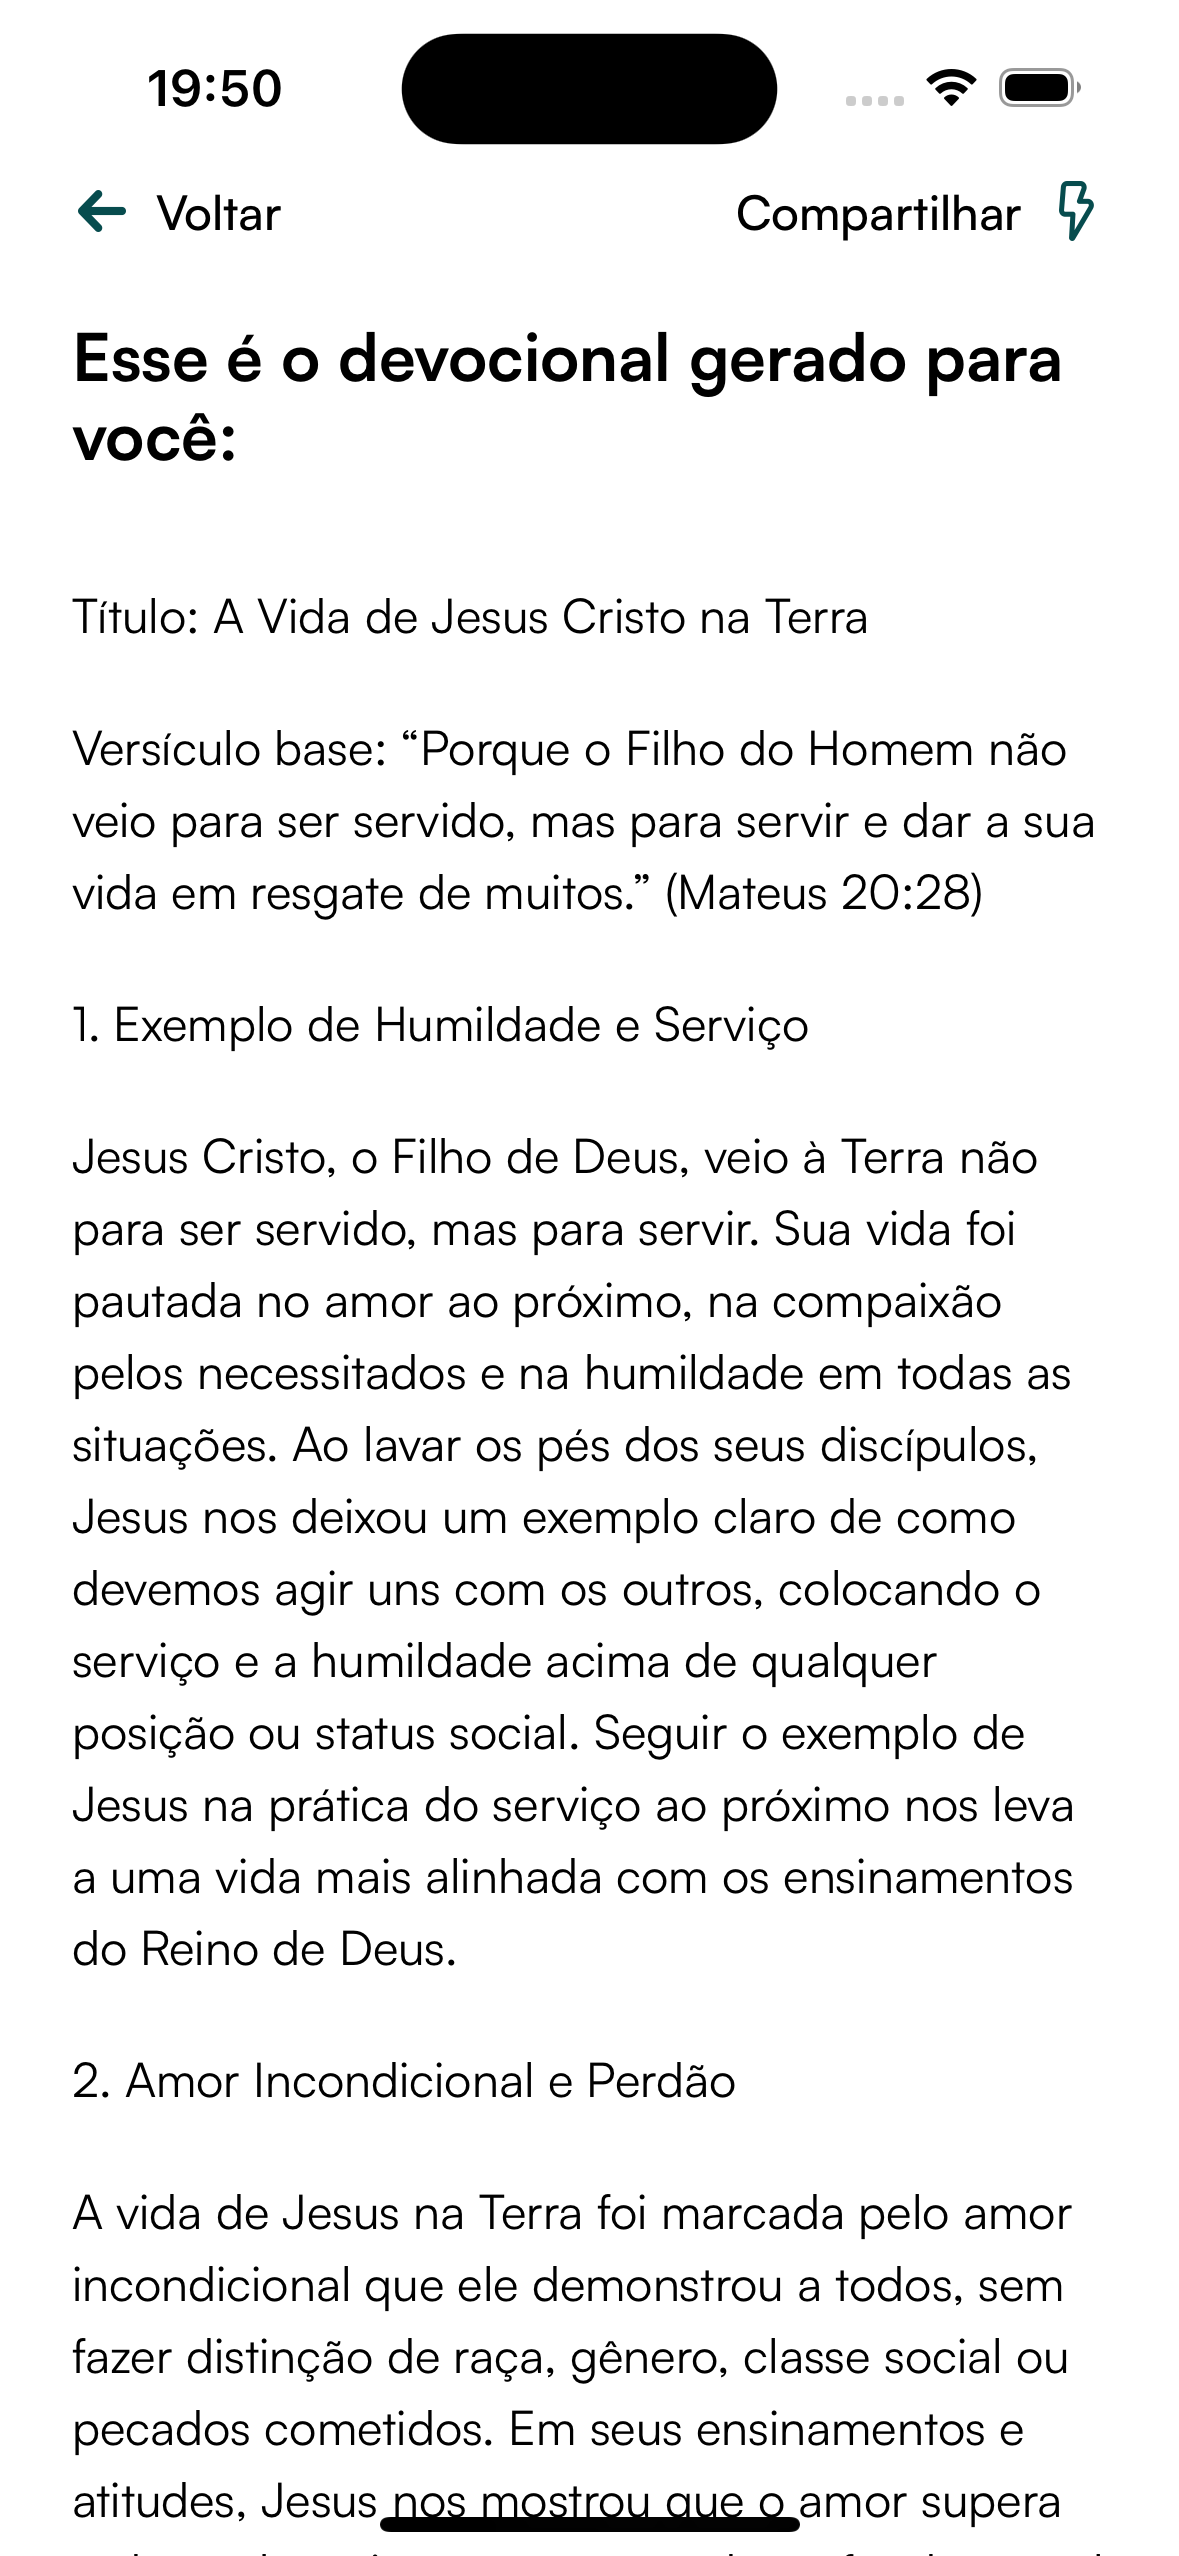 19:50
Voltar
Compartilhar
Esse é o devocional gerado para
você:
Título: A Vida de Jesus Cristo na Terra
Versículo base: “Porque o Filho do Homem não
veio para ser servido, mas para servir e dar a sua
vida em resgate de muitos.” (Mateus 20:28)
1. Exemplo de Humildade e Serviço
Jesus Cristo, o Filho de Deus, veio à Terra não
para ser servido, mas para servir. Sua vida foi
pautada no amor ao próximo, na compaixão
pelos necessitados e na humildade em todas as
situações. Ao lavar os pés dos seus discípulos,
Jesus nos deixou um exemplo claro de como
devemos agir uns com os outros, colocando o
serviço e a humildade acima de qualquer
posição ou status social. Seguir o exemplo de
Jesus na prática do serviço ao próximo nos leva
a uma vida mais alinhada com os ensinamentos
do Reino de Deus.
2. Amor Incondicional e Perdão
A vida de Jesus na Terra foi marcada pelo amor
incondicional que ele demonstrou a todos, sem
fazer distinção de raça, gênero, classe social ou
pecados cometidos. Em seus ensinamentos e
atitudes, Jesus nos mostrou que o amor supera